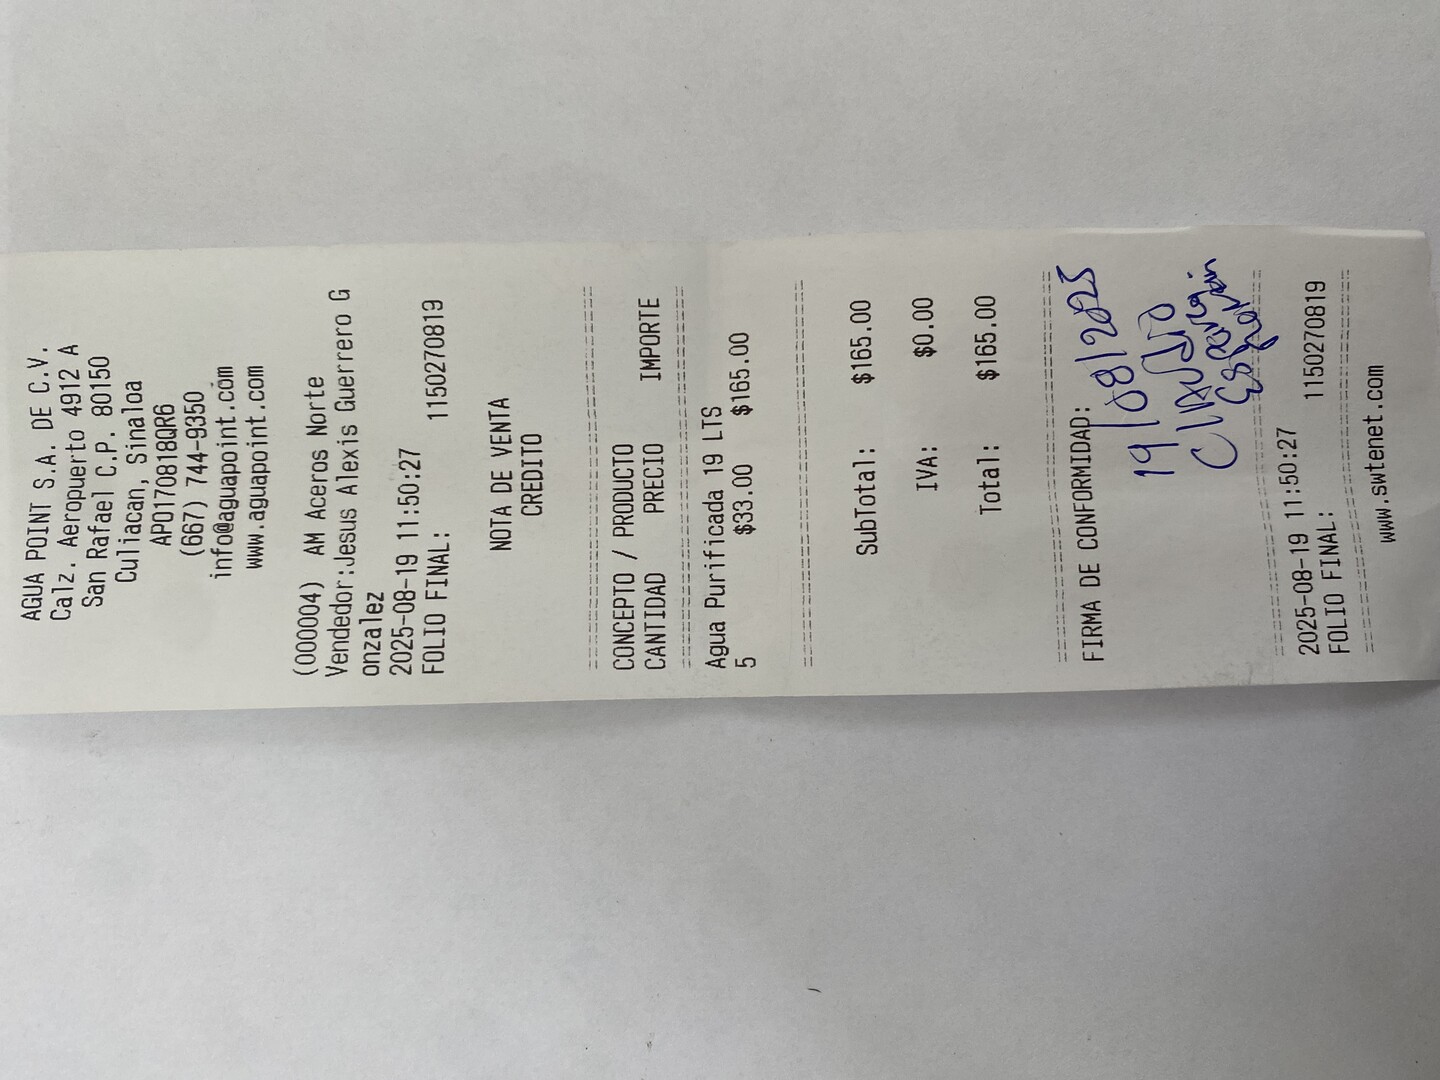 AGUA POINT S.A. DE C.V.
Calz. Aeropuerto 4912 A
San Rafael C.P. 80150
Culiacan, Sinaloa
APO170818QR6
(667) 744-9350
info@aguapoint.com
www.aguapoint.com
(000004) AM Aceros Norte
Vendedor:Jesus Alexis Guerrero G
onzalez
2025-08-19 11:50:27
FOLIO FINAL: 1150270819
NOTA DE VENTA
CREDITO
CONCEPTO / PRODUCTO
CANTIDAD PRECIO IMPORTE
Agua Purificada 19 LTS
5 $33.00 $165.00
SubTotal: $165.00
IVA: $0.00
Total: $165.00
FIRMA DE CONFORMIDAD:
19/08/2025
Claudio
2025-08-19 11:50:27
FOLIO FINAL: 1150270819
www.swtenet.com